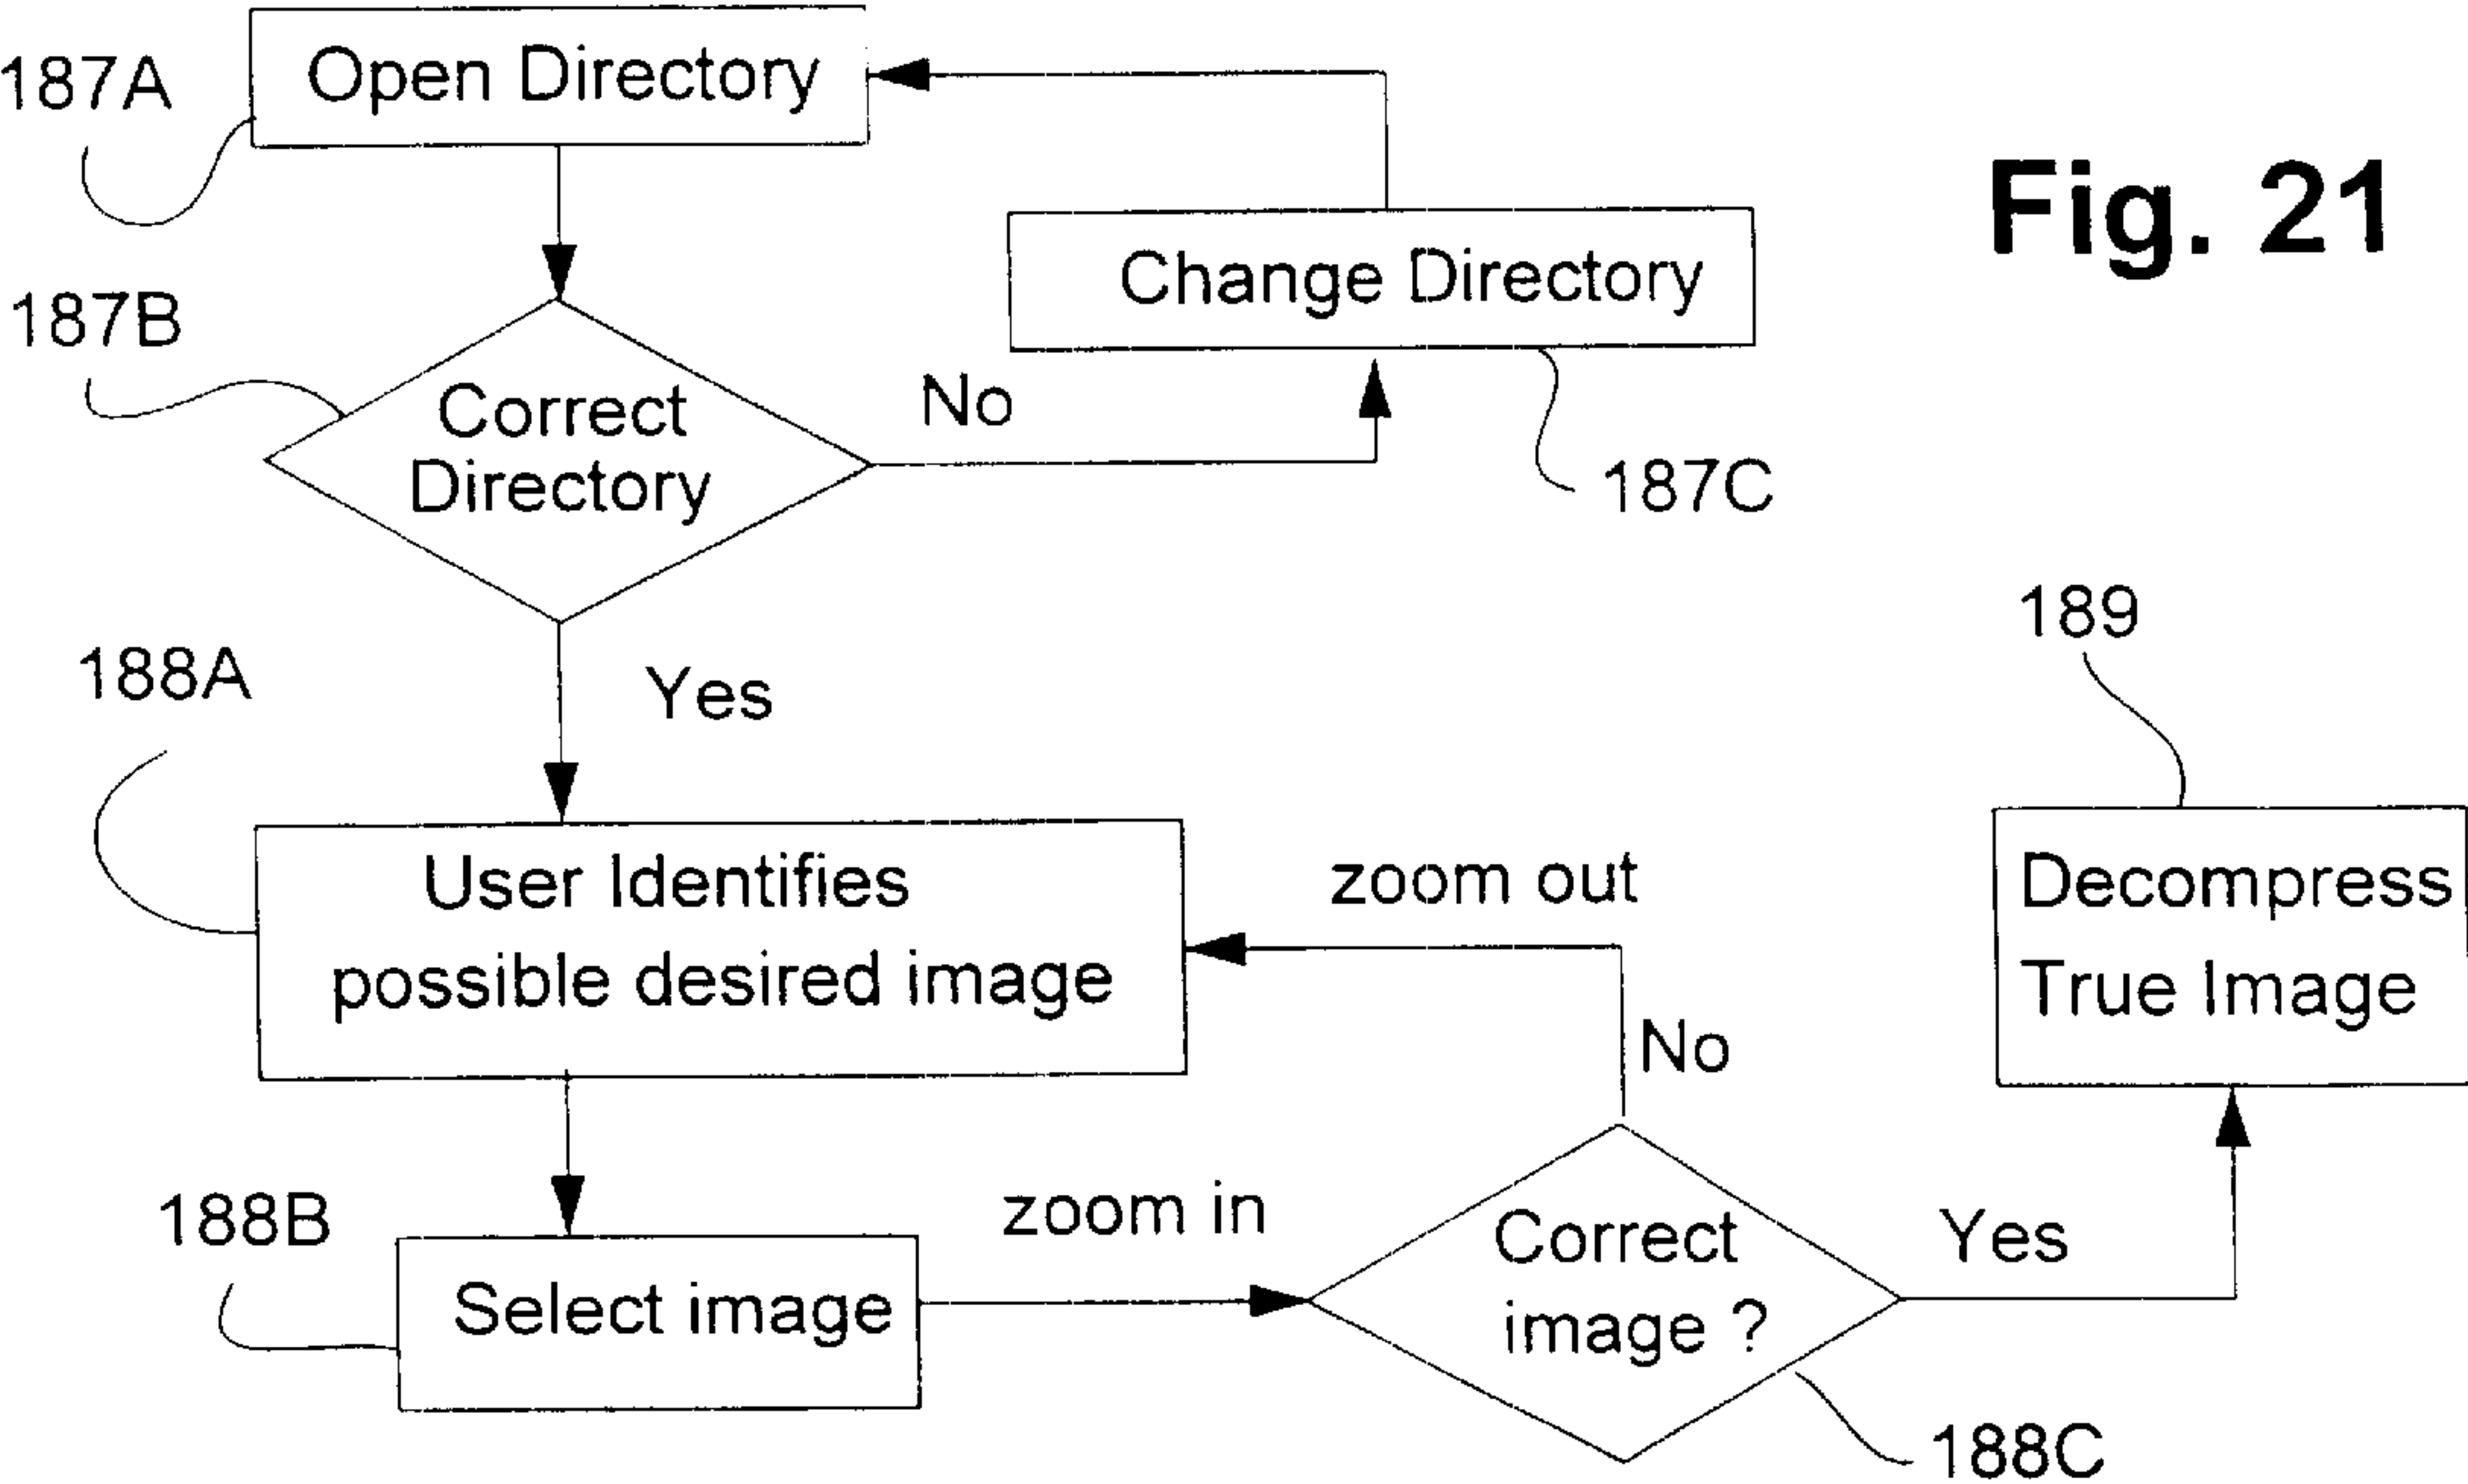 187A
Open Directory
Fig. 21
Change Directory
187B
Correct
Directory
No
187C
188A
Yes
189
User Identifies
possible desired image
zoom out
Decompress
True Image
No
188B
Select image
zoom in
Correct
image ?
Yes
188C